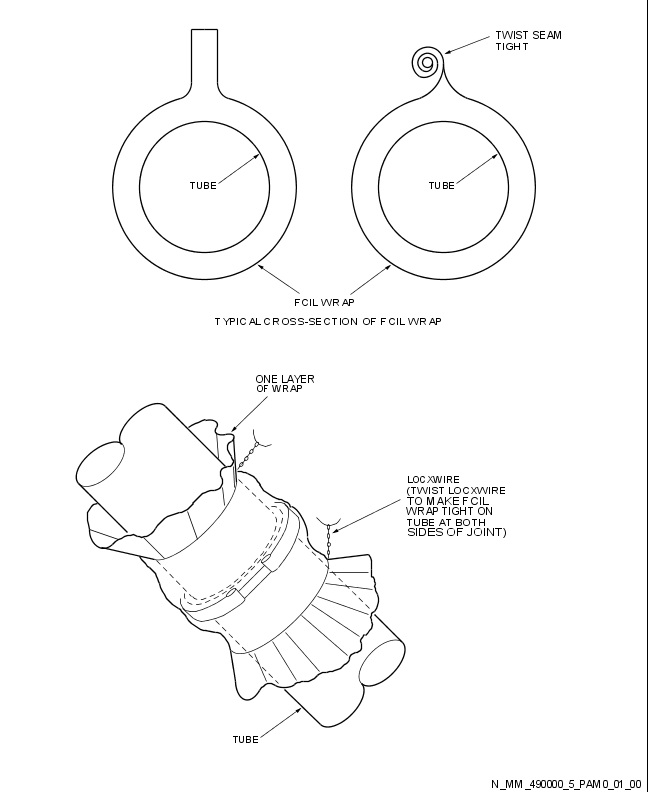 TWIST SEAM
TIGHT
TUBE
TUBE
FCIL WRAP
TYPICAL CROSS-SECTION OF FCIL WRAP
ONE LAYER
OF WRAP
LOCXWIRE
(TWIST LOCXWIRE
TO MAKE FCIL
WRAP TIGHT ON
TUBE AT BOTH
SIDES OF JOINT)
TUBE
N_MM_490000_5_PAM0_01_00